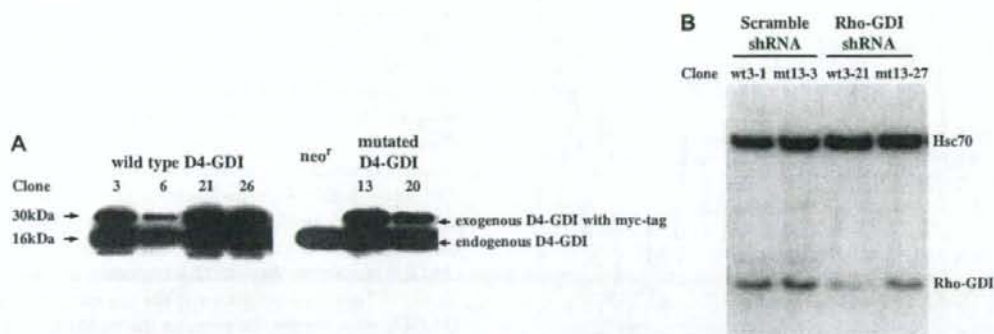 A
wild type D4-GDI
neoʳ
mutated
D4-GDI
Clone
3 6 21 26
13 20
30kDa
16kDa
exogenous D4-GDI with myc-tag
endogenous D4-GDI
B
Scramble
shRNA
Rho-GDI
shRNA
Clone wt3-1 mt13-3 wt3-21 mt13-27
Hsc70
Rho-GDI